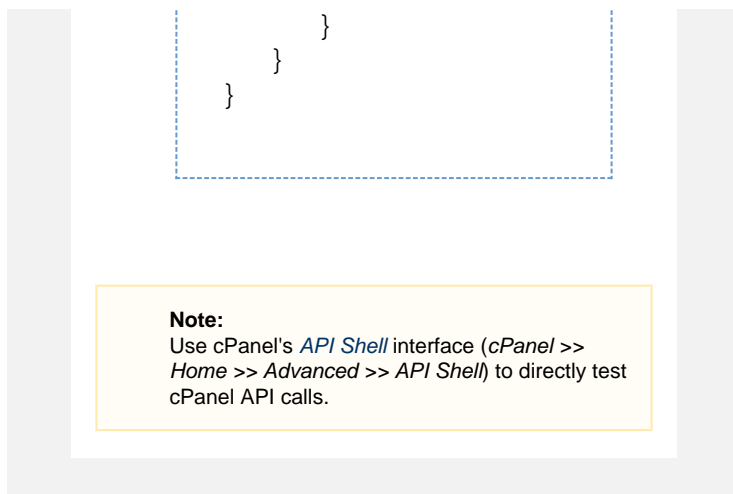 }
}
}
Note:
Use cPanel's API Shell interface (cPanel >>
Home >> Advanced >> API Shell) to directly test
cPanel API calls.